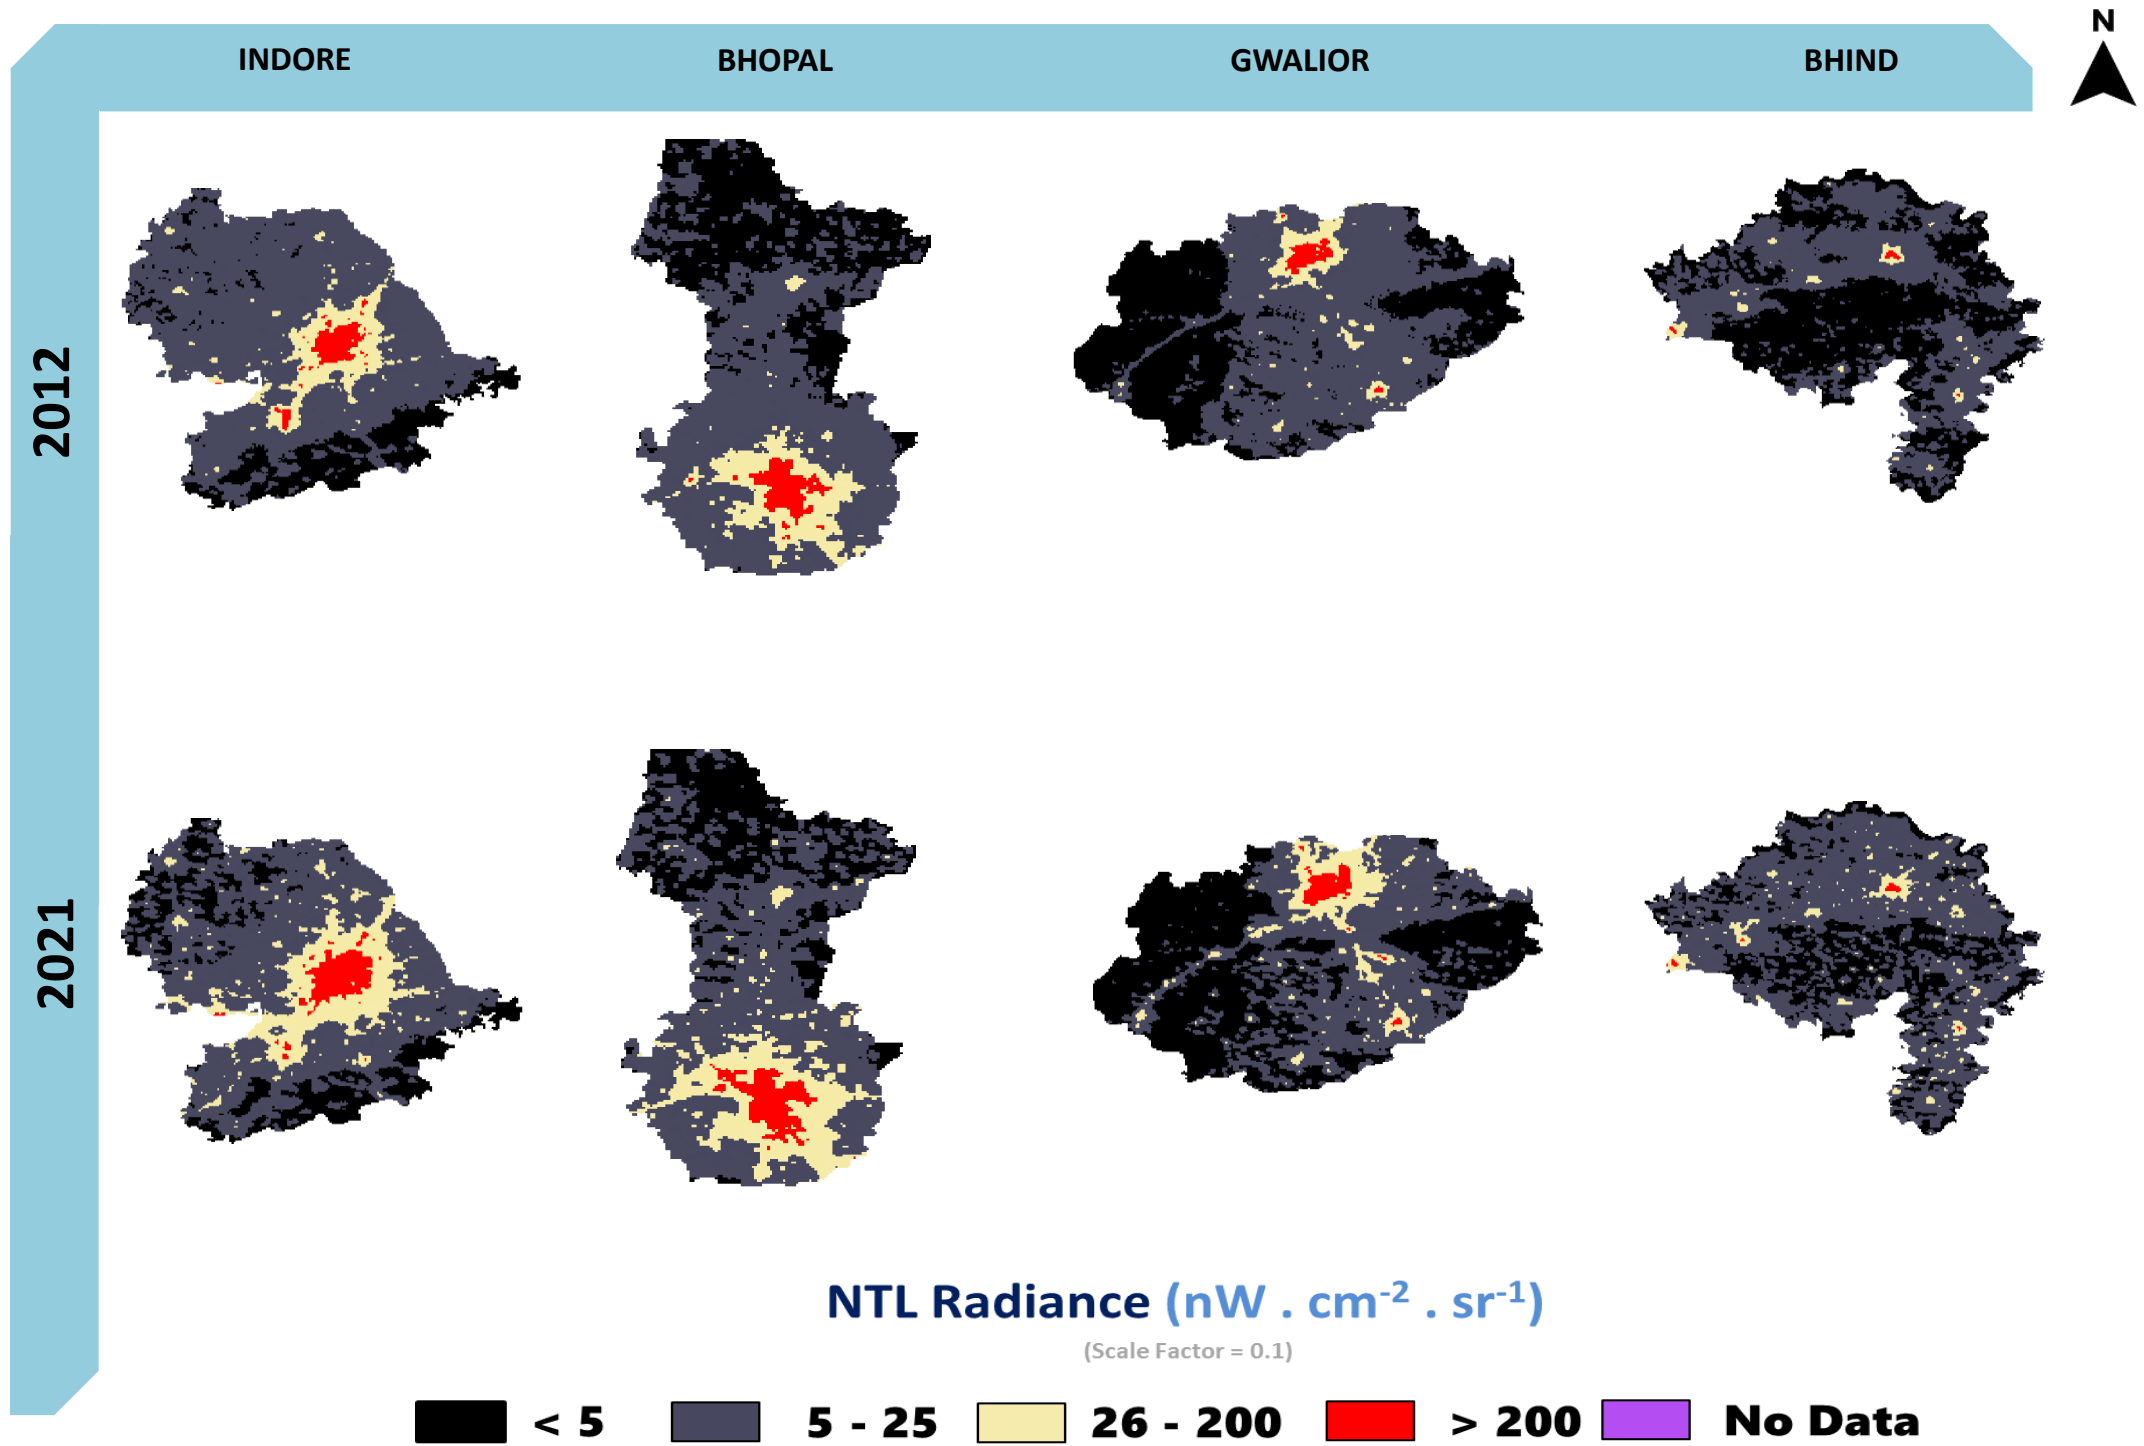 N
INDORE
BHOPAL
GWALIOR
BHIND
2012
2021
NTL Radiance (nW . cm⁻² . sr⁻¹)
(Scale Factor = 0.1)
< 5
5 - 25
26 - 200
> 200
No Data